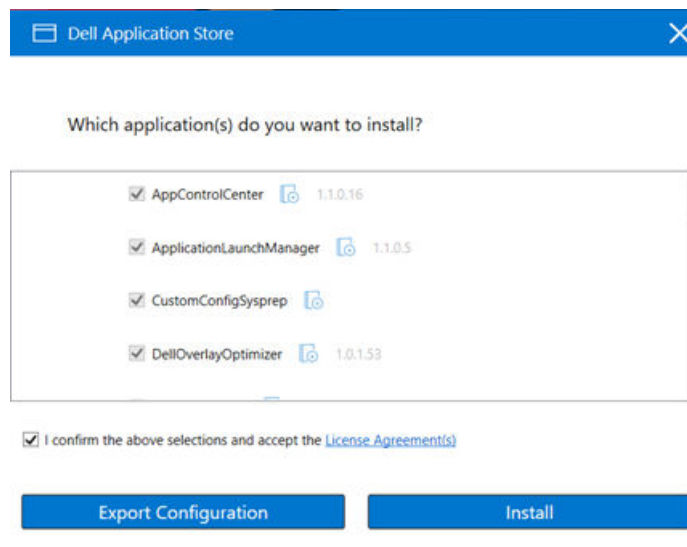 Dell Application Store
Which application(s) do you want to install?
AppControlCenter 1.1.0.16
ApplicationLaunchManager 1.1.0.5
CustomConfigSysprep
DellOverlayOptimizer 1.0.1.53
I confirm the above selections and accept the License Agreement(s)
Export Configuration Install